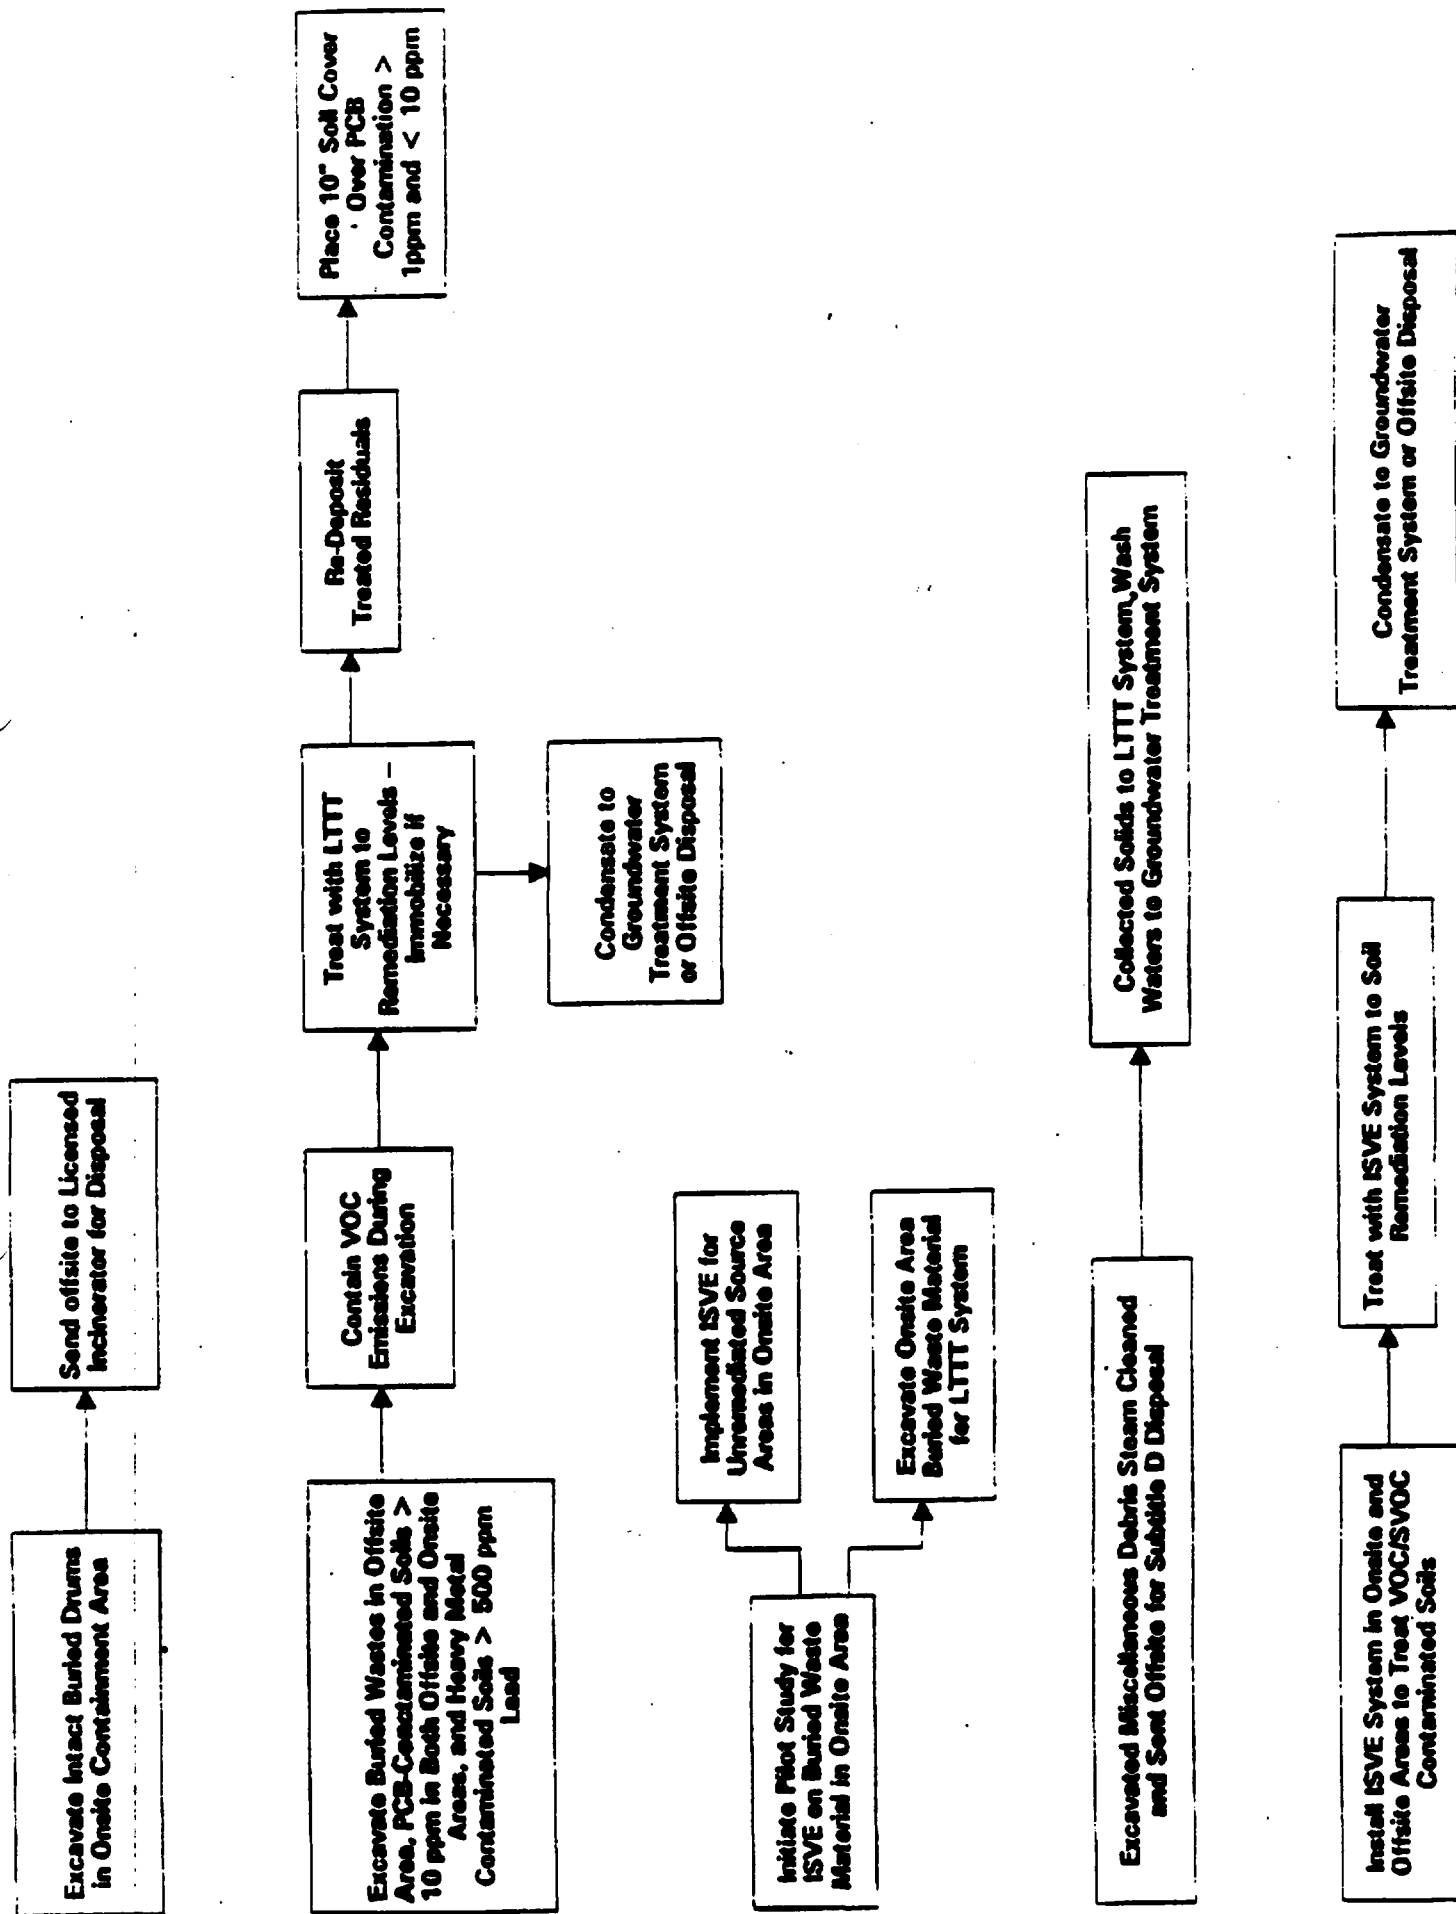 Excavate Intact Buried Drums
in Onsite Containment Area
Send offsite to Licensed
Incinerator for Disposal
Excavate Buried Wastes in Offsite
Area, PCB-Contaminated Soils >
10 ppm in Both Offsite and Onsite
Areas, and Heavy Metal
Contaminated Soils > 500 ppm
Lead
Contain VOC
Emissions During
Excavation
Treat with LTTT
System to
Remediation Levels –
immobilize if
Necessary
Re-Deposit
Treated Residuals
Place 10" Soil Cover
Over PCB
Contamination >
1ppm and < 10 ppm
Condensate to
Groundwater
Treatment System
or Offsite Disposal
Initiate Pilot Study for
ISVE on Buried Waste
Material in Onsite Area
Implement ISVE for
Unremediated Source
Areas in Onsite Area
Excavate Onsite Area
Buried Waste Material
for LTTT System
Excavated Miscellaneous Debris Steam Cleaned
and Sent Offsite for Subtitle D Disposal
Collected Solids to LTTT System, Wash
Waters to Groundwater Treatment System
Install ISVE System in Onsite and
Offsite Areas to Treat VOC/SVOC
Contaminated Soils
Treat with ISVE System to Soil
Remediation Levels
Condensate to Groundwater
Treatment System or Offsite Disposal